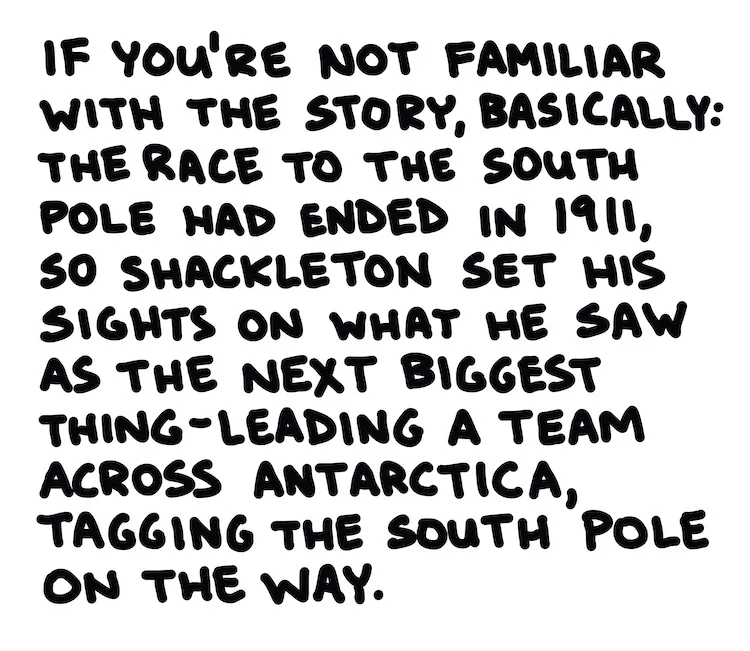 IF YOU'RE NOT FAMILIAR
WITH THE STORY, BASICALLY:
THE RACE TO THE SOUTH
POLE HAD ENDED IN 1911,
SO SHACKLETON SET HIS
SIGHTS ON WHAT HE SAW
AS THE NEXT BIGGEST
THING-LEADING A TEAM
ACROSS ANTARCTICA,
TAGGING THE SOUTH POLE
ON THE WAY.